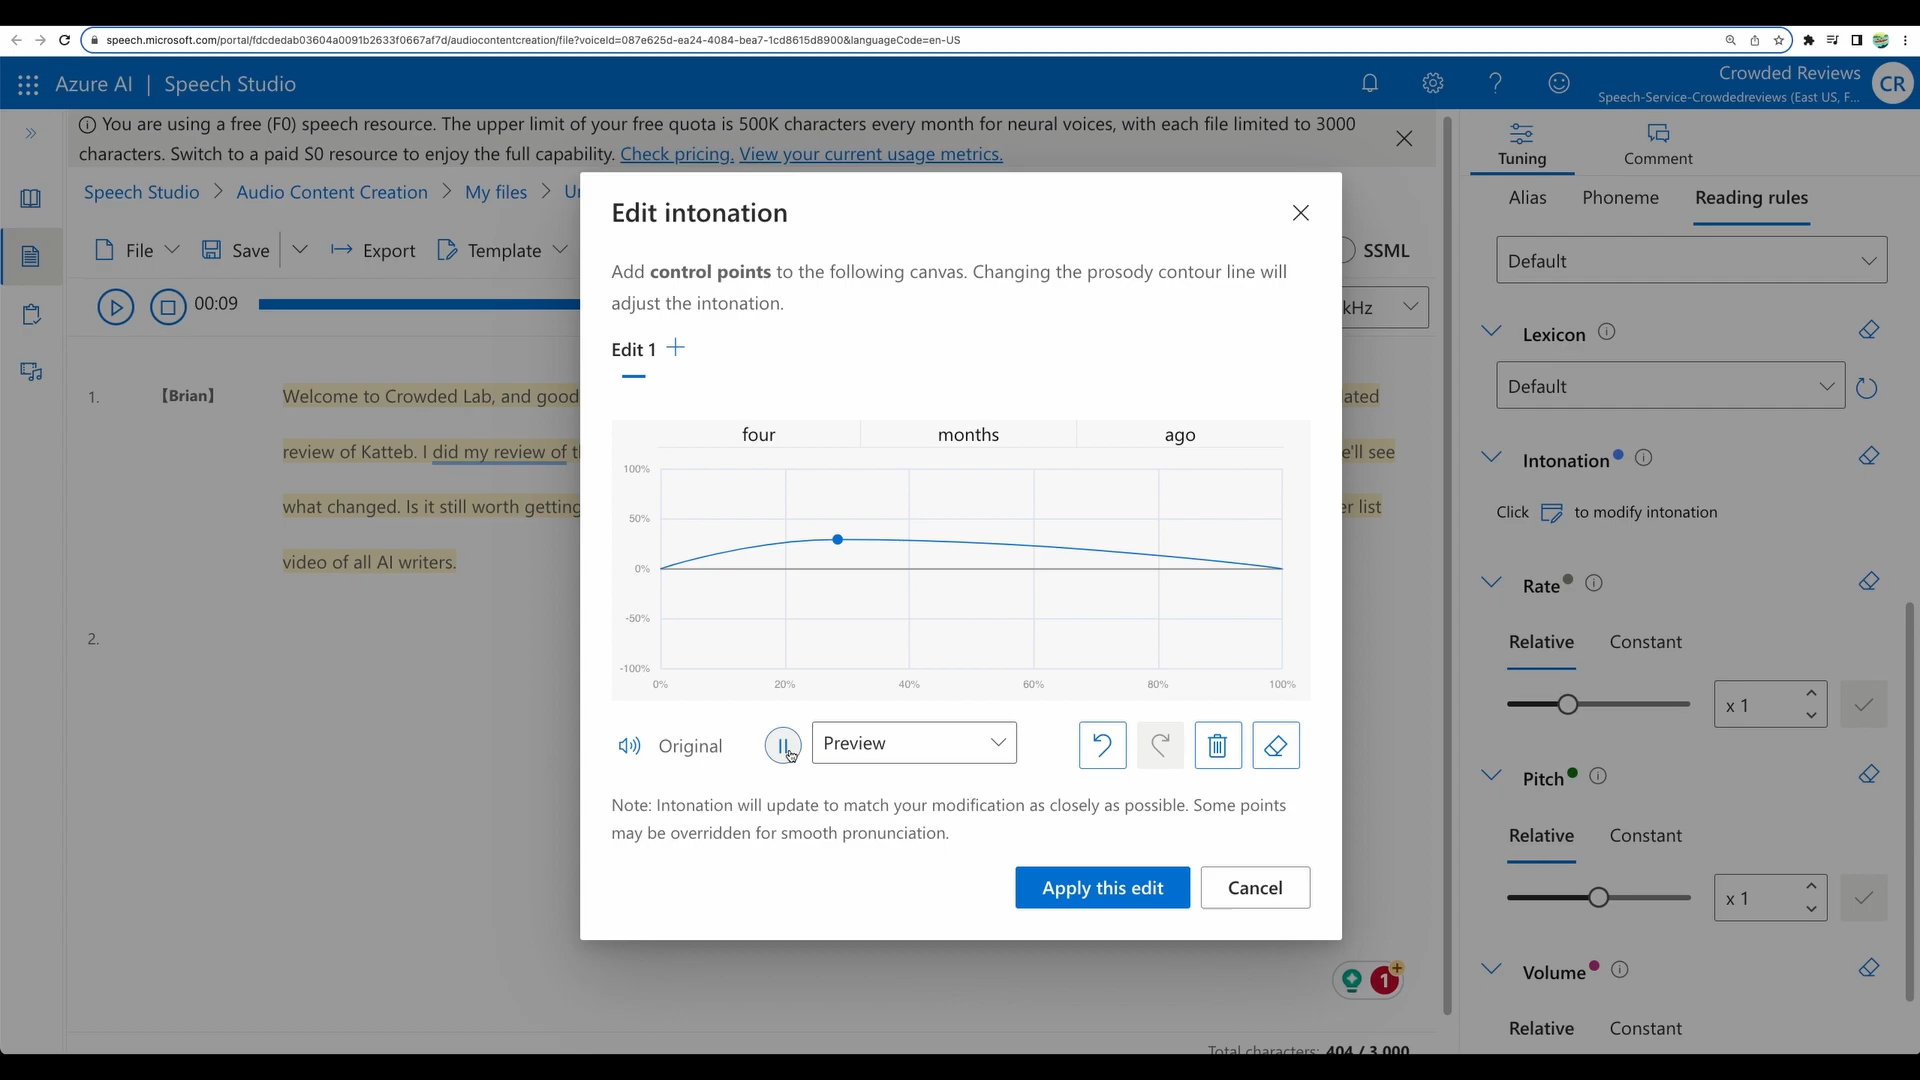 speech.microsoft.com/portal/fdcdedab03604a0091b2633f0667af7d/audiocontentcreation/file?voiceId=087e625d-ea24-4084-bea7-1cd8615d8900&languageCode=en-US
Azure AI | Speech Studio
Crowded Reviews
Speech-Service-Crowdedreviews (East US, F...
CR
You are using a free (F0) speech resource. The upper limit of your free quota is 500K characters every month for neural voices, with each file limited to 3000
characters. Switch to a paid S0 resource to enjoy the full capability. Check pricing. View your current usage metrics.
Speech Studio > Audio Content Creation > My files >
File Save Export Template
SSML
00:09
kHz
1. 【Brian】 Welcome to Crowded Lab, and good
review of Katteb. I did my review of
what changed. Is it still worth getting
video of all AI writers.
2.
Edit intonation
Add control points to the following canvas. Changing the prosody contour line will
adjust the intonation.
Edit 1 +
four months ago
100%
50%
0%
-50%
-100%
0% 20% 40% 60% 80% 100%
Original Preview
Note: Intonation will update to match your modification as closely as possible. Some points
may be overridden for smooth pronunciation.
Apply this edit Cancel
1
Total characters: 404 / 3,000
Tuning Comment
Alias Phoneme Reading rules
Default
Lexicon
Default
Intonation
Click to modify intonation
Rate
Relative Constant
x 1
Pitch
Relative Constant
x 1
Volume
Relative Constant